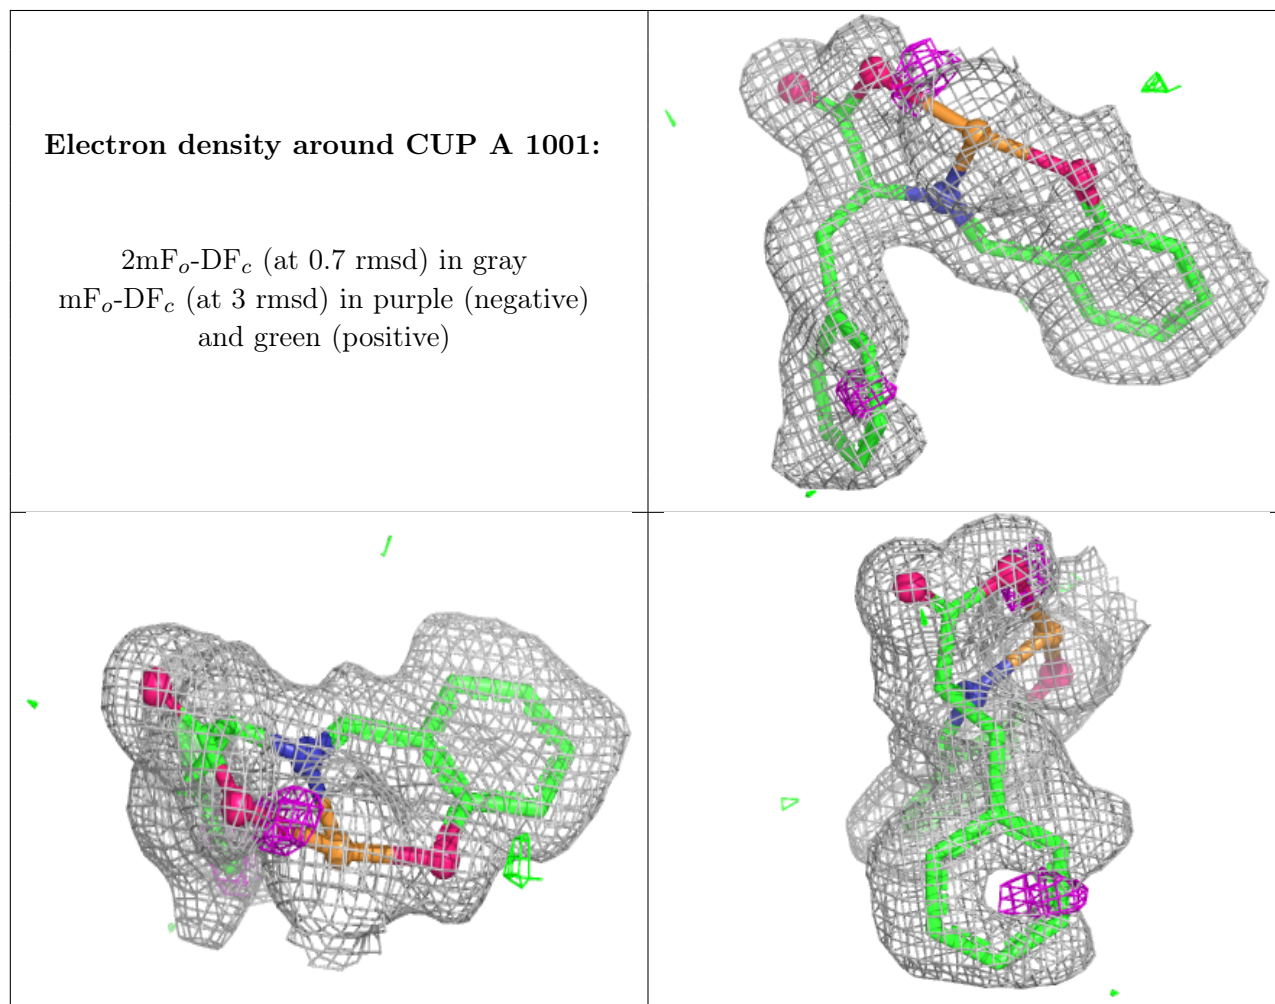 Electron density around CUP A 1001:
2mFo-DFc (at 0.7 rmsd) in gray
mFo-DFc (at 3 rmsd) in purple (negative)
and green (positive)